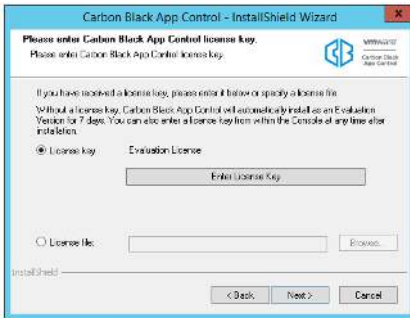 Carbon Black App Control - InstallShield Wizard
x
Please enter Carbon Black App Control license key.
Please enter Carbon Black App Control license key.
Carbon Black
App Control
If you have received a license key, please enter it below or specify a license file
Without a license key, Carbon Black App Control will automatically install as an Evaluation
Version for 7 days. You can also enter a license key from within the Console at any time after
installation.
License key Evaluation License
Enter License Key
License file: Browse...
InstallShield
< Back Next > Cancel